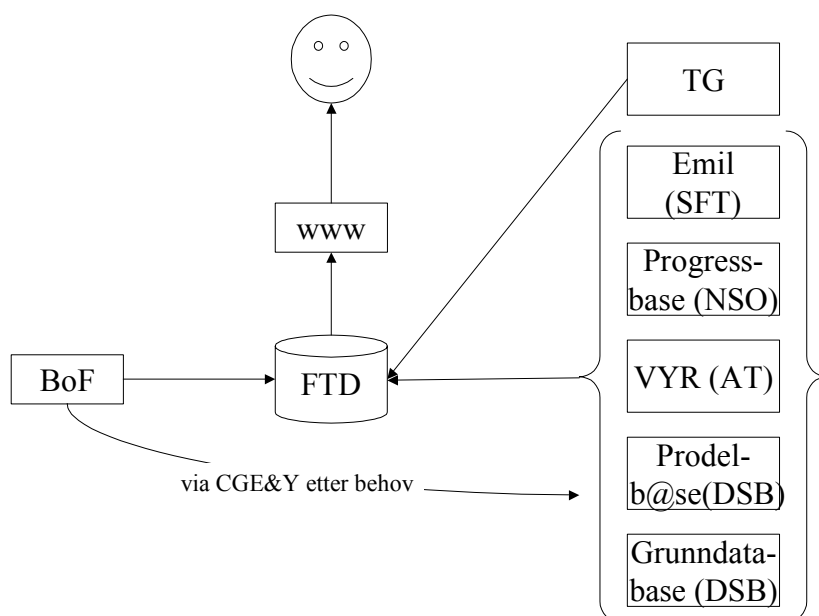 TG
Emil
(SFT)
www
Progress-
base (NSO)
BoF
FTD
VYR (AT)
via CGE&Y etter behov
Prodel-
b@se(DSB)
Grunndata-
base (DSB)